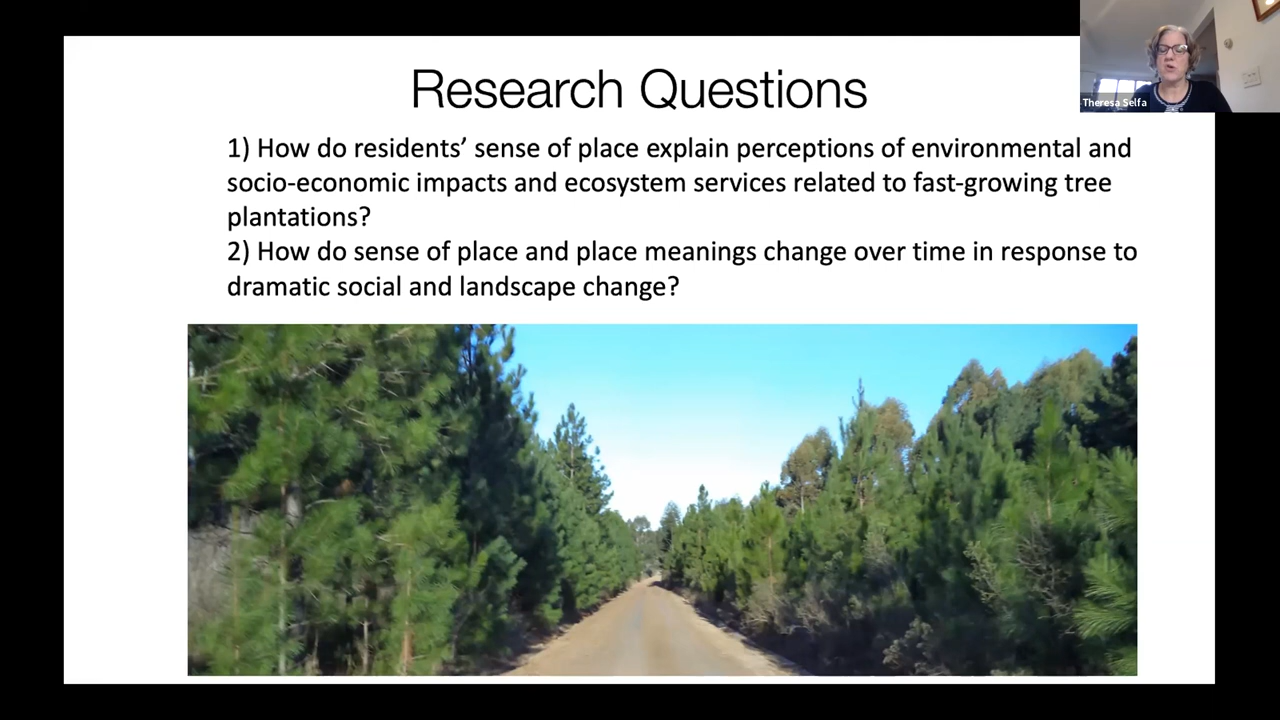 Research Questions
Theresa Selfa
1) How do residents’ sense of place explain perceptions of environmental and
socio-economic impacts and ecosystem services related to fast-growing tree
plantations?
2) How do sense of place and place meanings change over time in response to
dramatic social and landscape change?